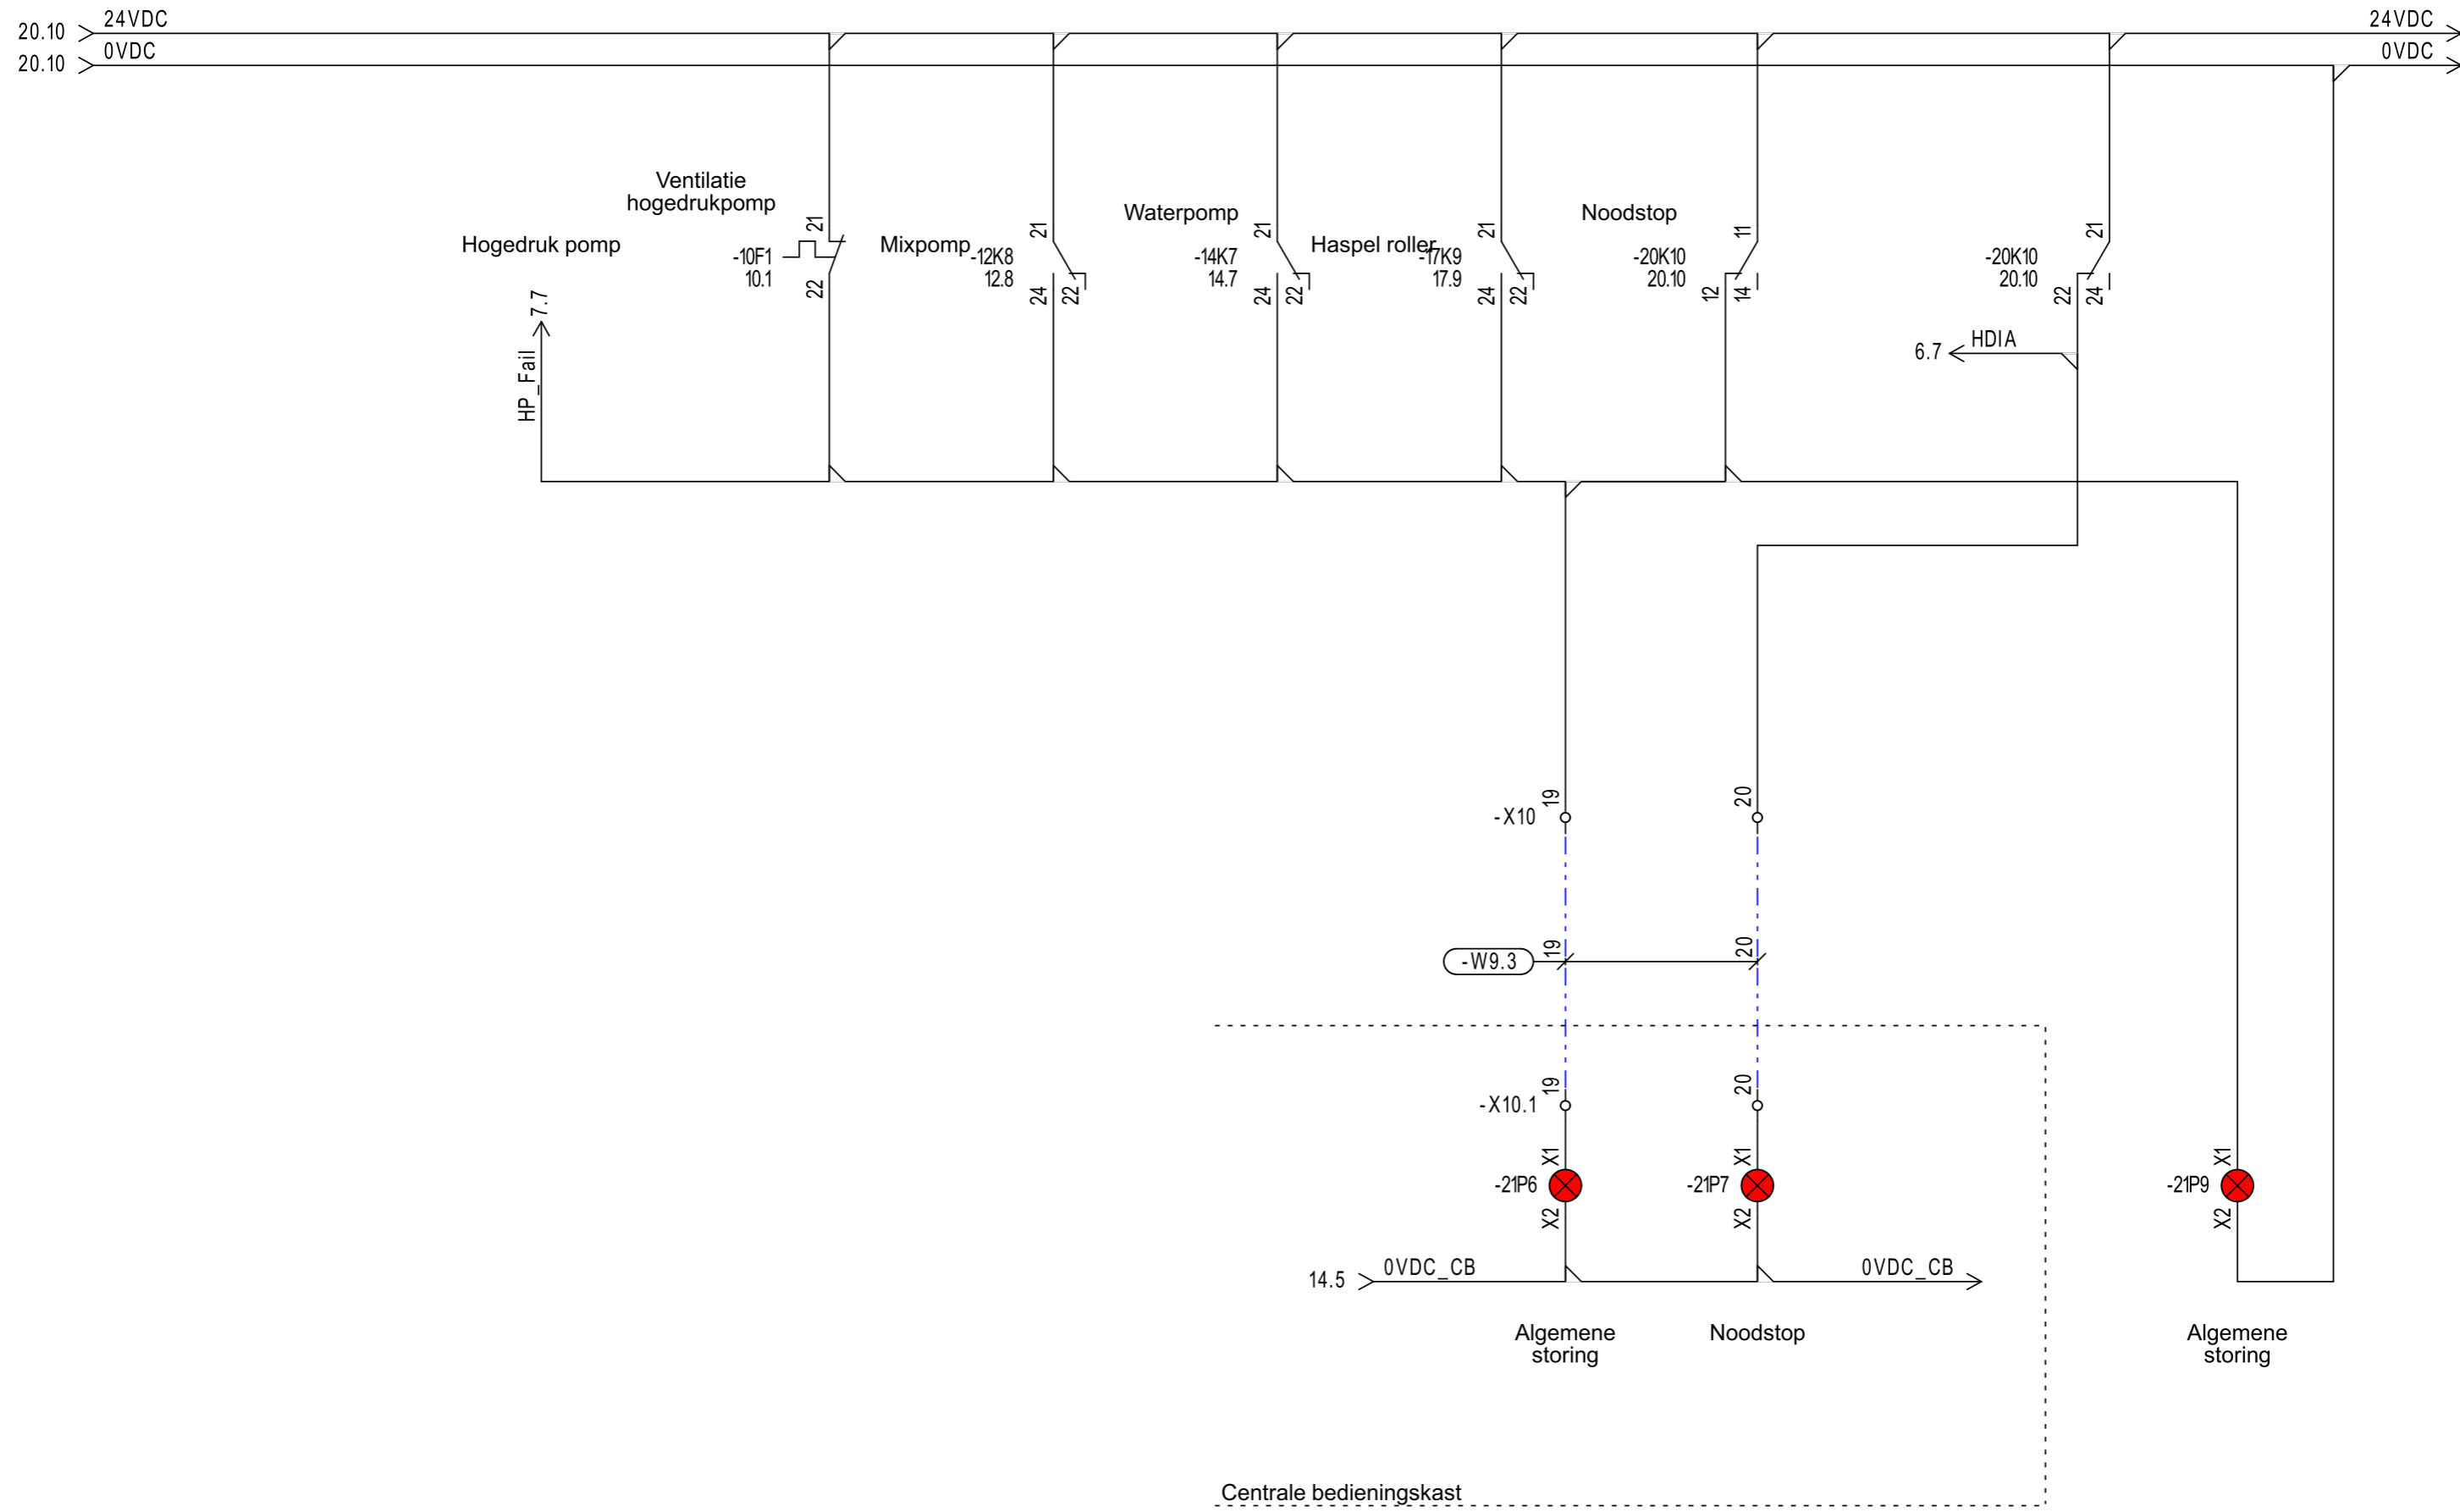 20.10 24VDC 24VDC
20.10 0VDC 0VDC
Ventilatie
hogedrukpomp
Hogedruk pomp
Mixpomp
Waterpomp
Haspel roller
Noodstop
21
-10F1
10.1
22
21
-12K8
12.8
24 22
21
-14K7
14.7
24 22
21
-17K9
17.9
24 22
11
-20K10
20.10
12 14
21
-20K10
20.10
22 24
7.7
HP_Fail
6.7 HDIA
-X10 19 20
-W9.3 19 20
-X10.1 19 20
X1 X1 X1
-21P6 -21P7 -21P9
X2 X2 X2
14.5 0VDC_CB 0VDC_CB
Algemene
storing
Noodstop
Algemene
storing
Centrale bedieningskast